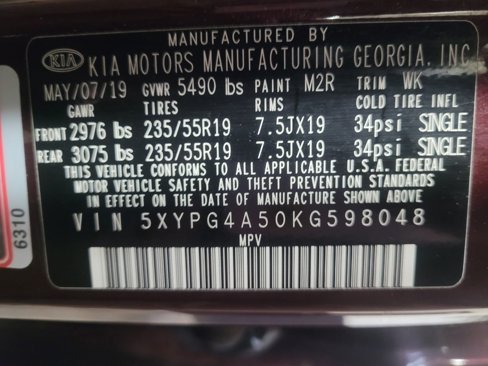 MANUFACTURED BY
KIA KIA MOTORS MANUFACTURING GEORGIA, INC
MAY/07/19 GVWR 5490 lbs PAINT M2R TRIM WK
GAWR TIRES RIMS COLD TIRE INFL
FRONT 2976 lbs 235/55R19 7.5JX19 34psi SINGLE
REAR 3075 lbs 235/55R19 7.5JX19 34psi SINGLE
THIS VEHICLE CONFORMS TO ALL APPLICABLE U.S.A. FEDERAL
MOTOR VEHICLE SAFETY AND THEFT PREVENTION STANDARDS
IN EFFECT ON THE DATE OF MANUFACTURE SHOWN ABOVE.
VIN 5XYPG4A50KG598048
MPV
6310